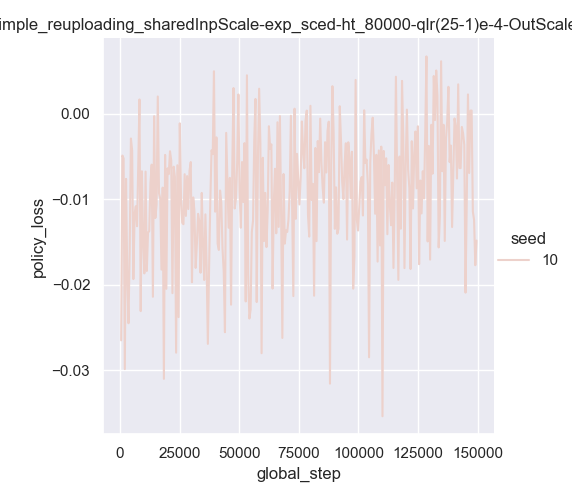 imple_reuploading_sharedInpScale-exp_sced-ht_80000-qlr(25-1)e-4-OutScale
0.00
−0.01
−0.02
−0.03
policy_loss
0 25000 50000 75000 100000 125000 150000
global_step
seed
10